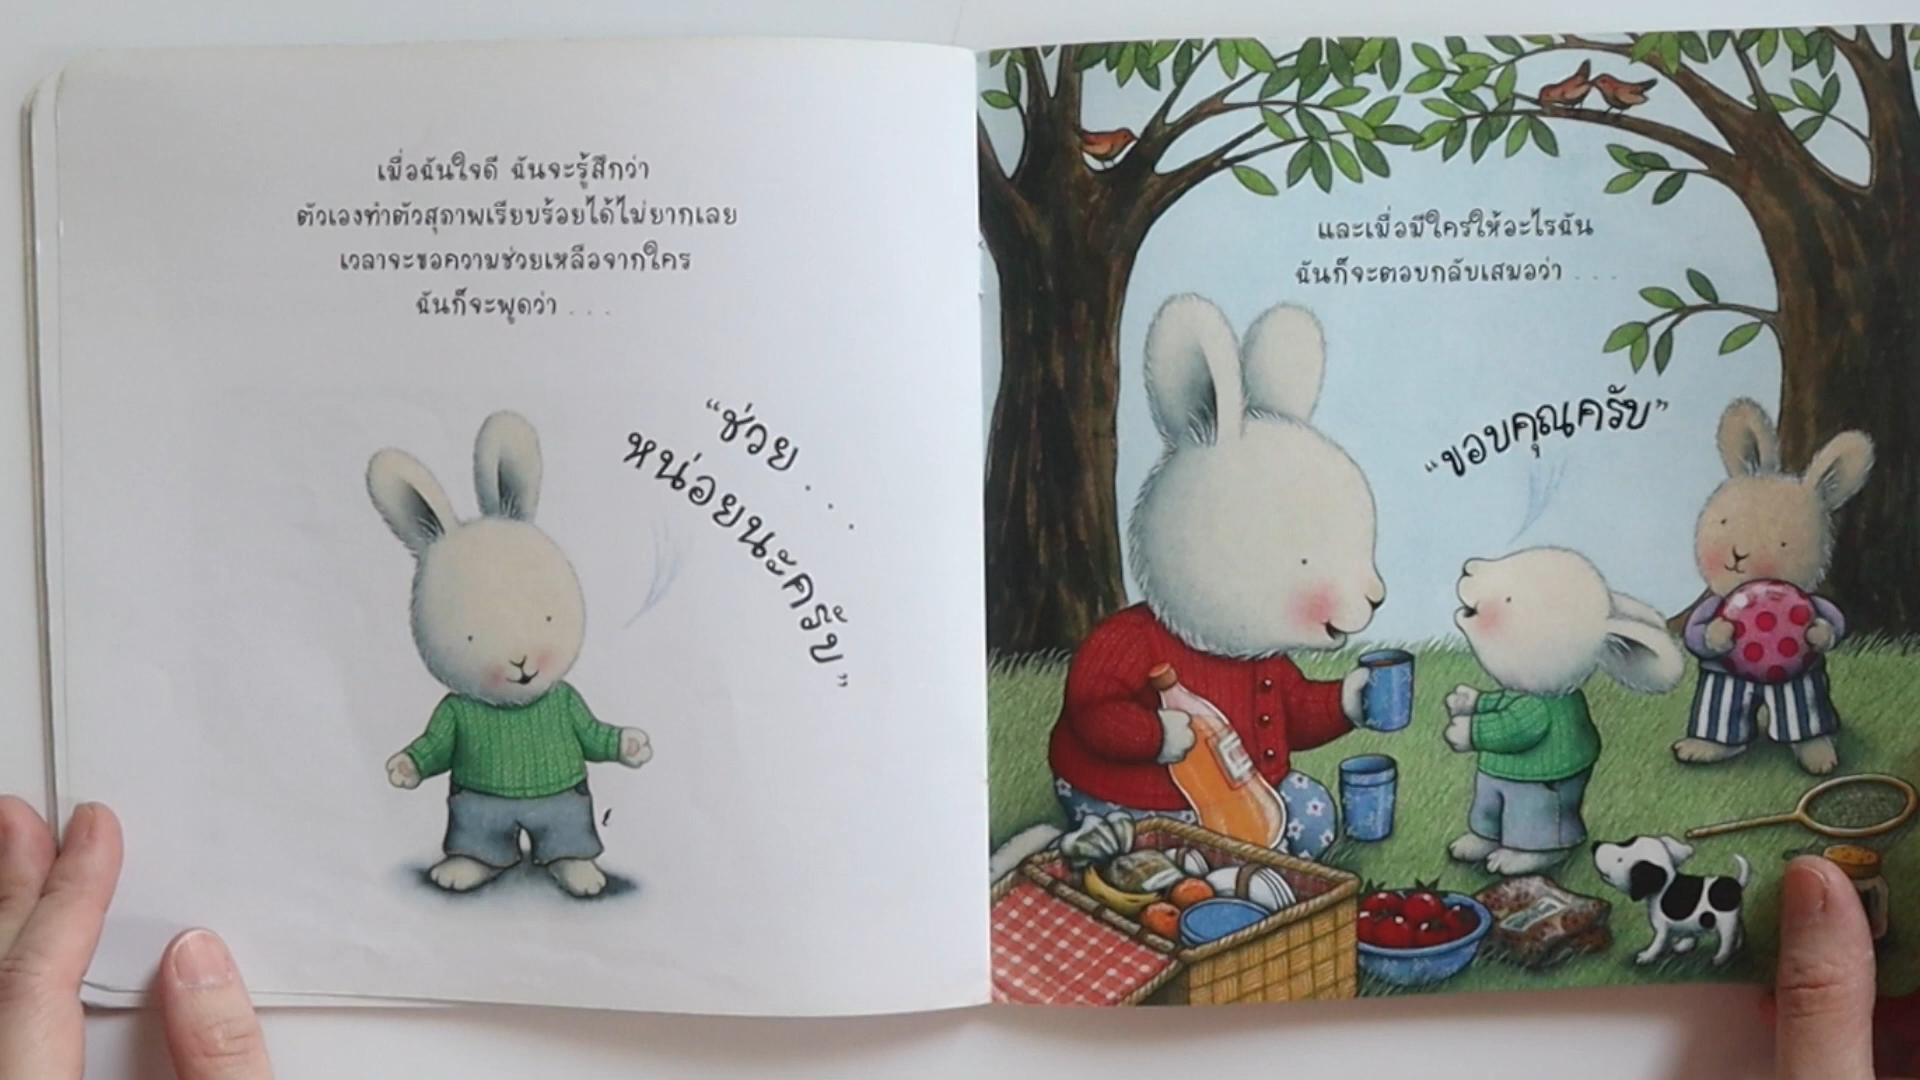 เมื่อฉันใจดี ฉันจะรู้สึกว่า
ตัวเองทำตัวสุภาพเรียบร้อยได้ไม่ยากเลย
เวลาจะขอความช่วยเหลือจากใคร
ฉันก็จะพูดว่า . . .
“ช่วย . . .
หน่อยนะครับ”
และเมื่อมีใครให้อะไรฉัน
ฉันก็จะตอบกลับเสมอว่า . . .
“ขอบคุณครับ”